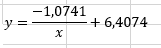 y = −1,0741/x + 6,4074